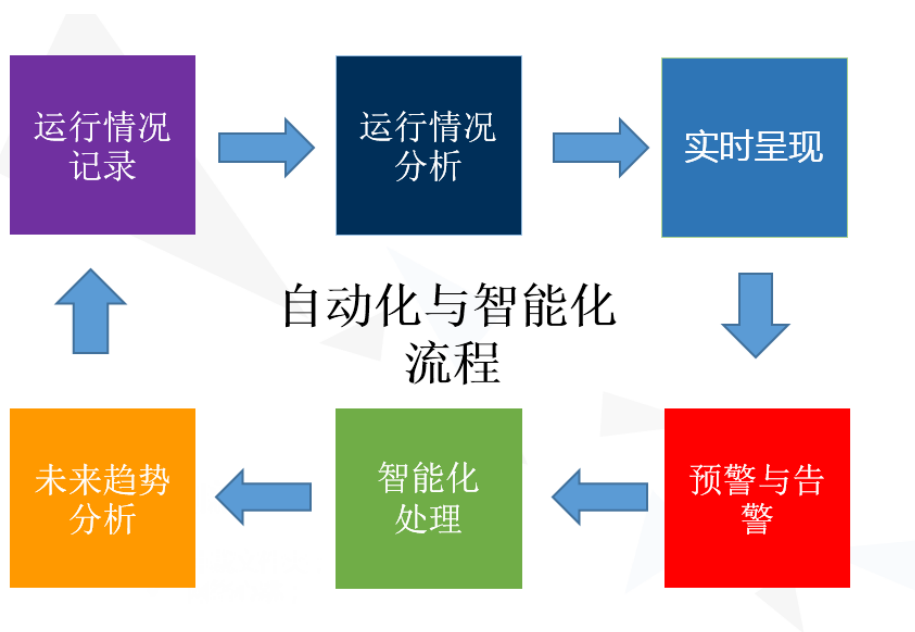 运行情况
记录
运行情况
分析
实时呈现
自动化与智能化
流程
未来趋势
分析
智能化
处理
预警与告
警